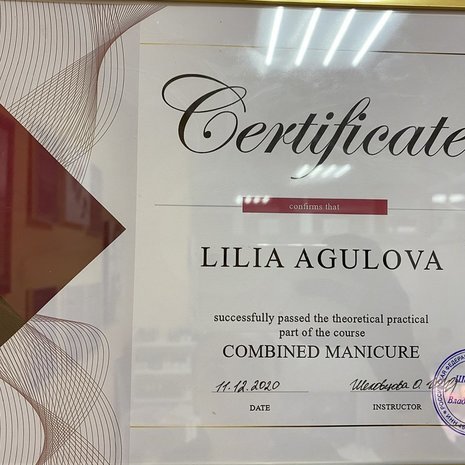 Certificate
confirms that
LILIA AGULOVA
successfully passed the theoretical practical
part of the course
COMBINED MANICURE
11.12.2020
DATE
INSTRUCTOR